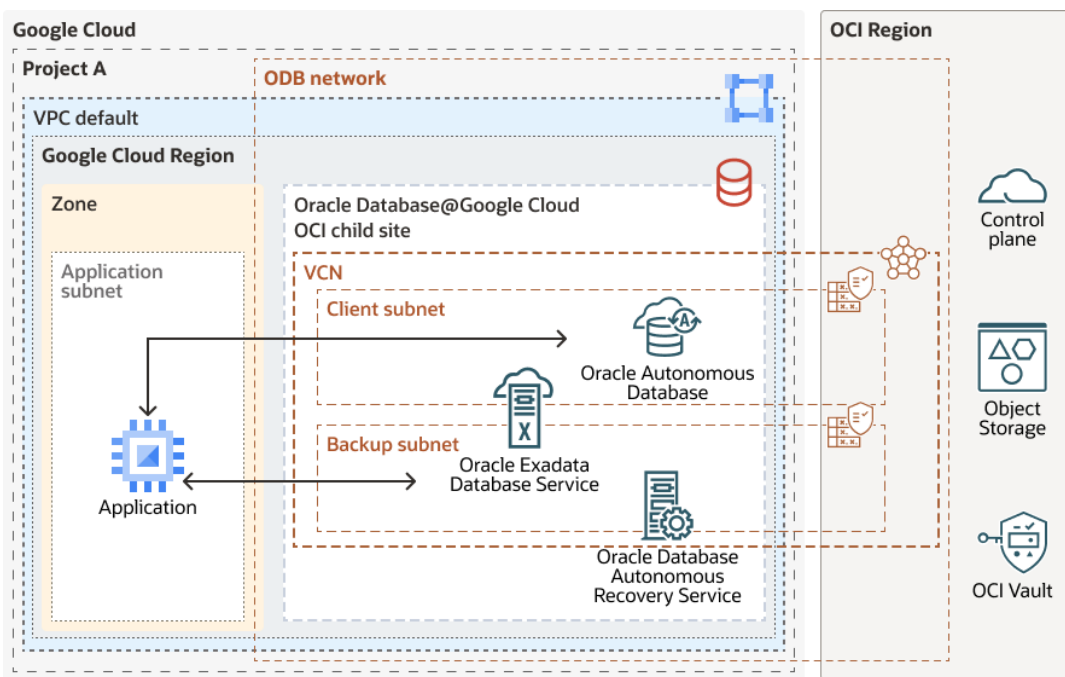 Google Cloud
OCI Region
Project A
ODB network
VPC default
Google Cloud Region
Zone
Oracle Database@Google Cloud
OCI child site
Application
subnet
VCN
Client subnet
Oracle Autonomous
Database
A
X
Backup subnet
Oracle Exadata
Database Service
Application
Oracle Database
Autonomous
Recovery Service
Control
plane
Object
Storage
OCI Vault